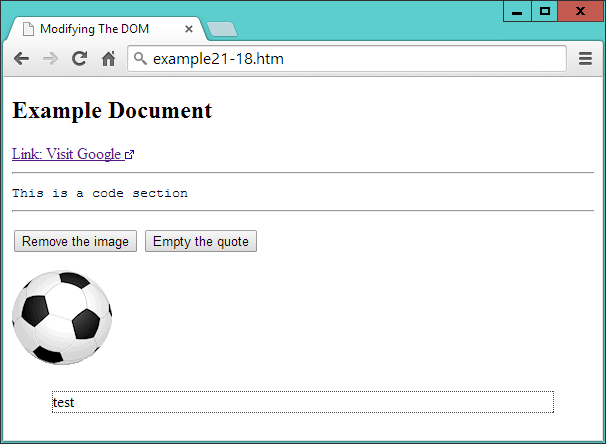 Modifying The DOM
example21-18.htm
Example Document
Link: Visit Google
This is a code section
Remove the image Empty the quote
test